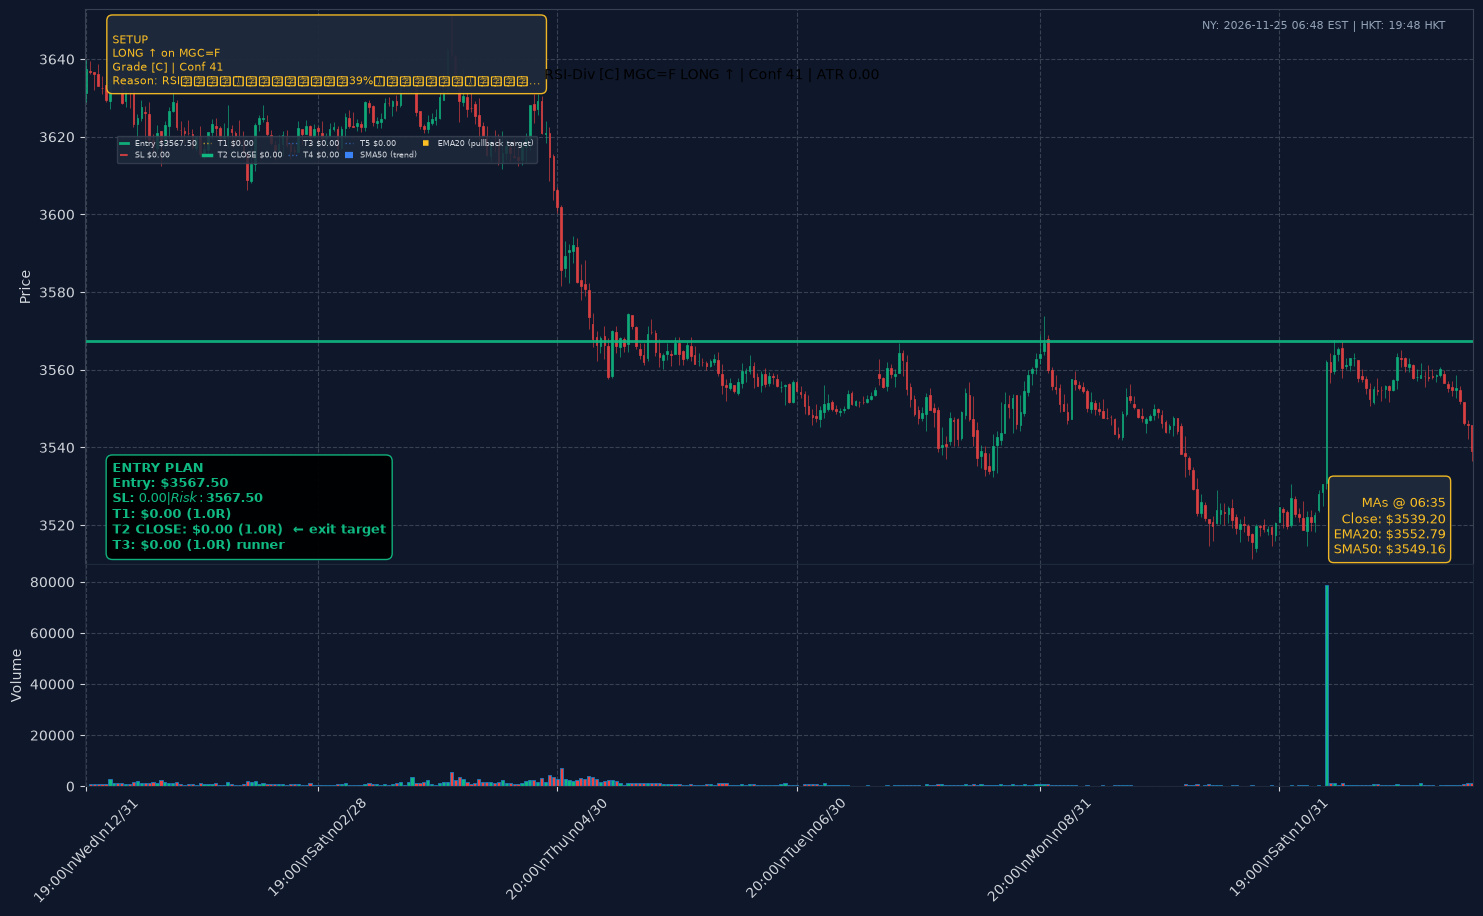 NY: 2026-11-25 06:48 EST | HKT: 19:48 HKT
SETUP
LONG ↑ on MGC=F
Grade [C] | Conf 41
Reason: RSI 39% ...
RSI-Div [C] MGC=F LONG ↑ | Conf 41 | ATR 0.00
Entry $3567.50 T1 $0.00 T3 $0.00 T5 $0.00 EMA20 (pullback target)
SL $0.00 T2 CLOSE $0.00 T4 $0.00 SMA50 (trend)
Price
3640
3620
3600
3580
3560
3540
3520
ENTRY PLAN
Entry: $3567.50
SL: 0.00|Risk:3567.50
T1: $0.00 (1.0R)
T2 CLOSE: $0.00 (1.0R) ← exit target
T3: $0.00 (1.0R) runner
MAs @ 06:35
Close: $3539.20
EMA20: $3552.79
SMA50: $3549.16
Volume
80000
60000
40000
20000
0
19:00\nWed\n12/31
19:00\nSat\n02/28
20:00\nThu\n04/30
20:00\nTue\n06/30
20:00\nMon\n08/31
19:00\nSat\n10/31